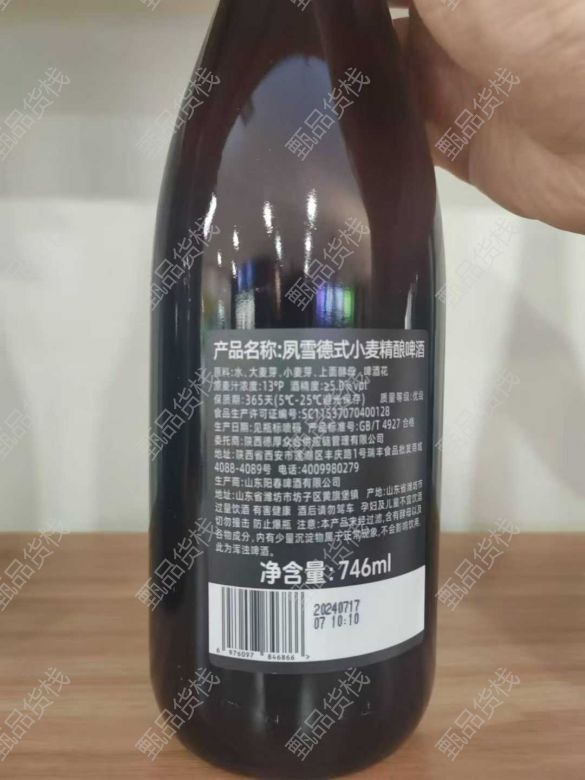 产品名称:夙雪德式小麦精酿啤酒
原料:水、大麦芽、小麦芽、上面酵母、啤酒花
原麦汁浓度:13°P 酒精度:≥5.0%vol
保质期:365天(5℃-25℃避光保存) 质量等级:优级
食品生产许可证编号:SC11537070400128
生产日期:见瓶标喷码 产品标准号:GB/T 4927 合格
委托商:陕西德厚众合供应链管理有限公司
地址:陕西省西安市莲湖区丰庆路1号瑞丰食品批发商城
4088-4089号 电话:4009980279
生产商:山东阳春啤酒有限公司
地址:山东省潍坊市坊子区黄旗堡镇 产地:山东省潍坊市
过量饮酒 有害健康 酒后请勿驾车 孕妇及儿童不宜饮酒
切勿撞击 防止爆瓶 注意:本产品未经过滤,含有酵母以及
谷物成分,内有少量沉淀物属于正常现象,不会影响饮用。
此为浑浊啤酒。
净含量:746ml
20240717
07 10:10
6 976097 846866 >
甄品货栈